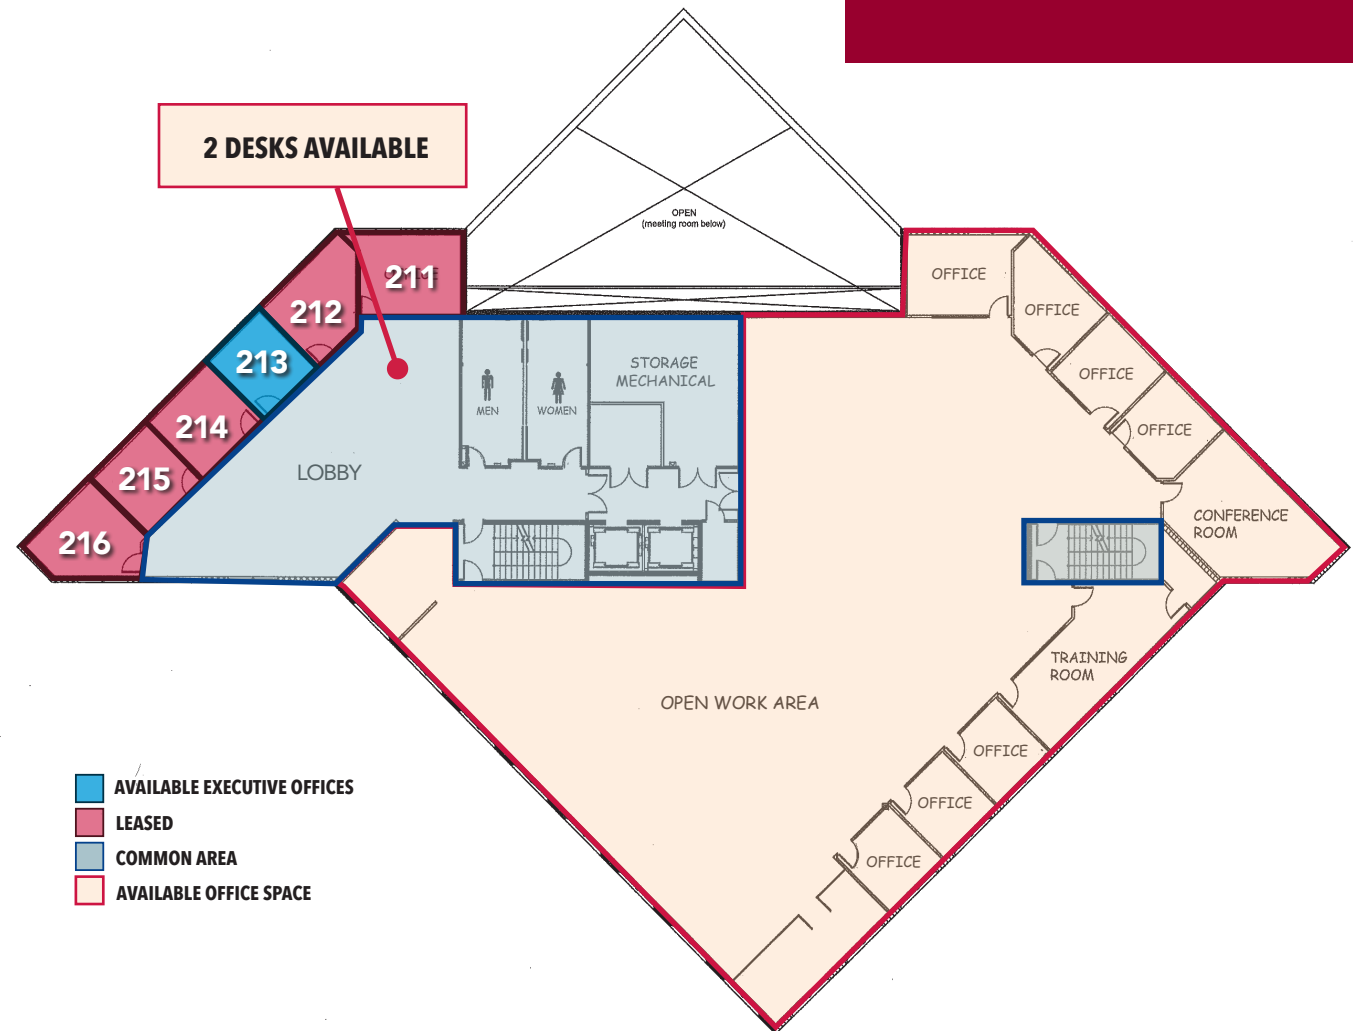 2 DESKS AVAILABLE
OPEN
(meeting room below)
211
212
213
214
215
216
OFFICE
OFFICE
OFFICE
OFFICE
CONFERENCE
ROOM
STORAGE
MECHANICAL
MEN
WOMEN
LOBBY
TRAINING
ROOM
OPEN WORK AREA
OFFICE
OFFICE
OFFICE
AVAILABLE EXECUTIVE OFFICES
LEASED
COMMON AREA
AVAILABLE OFFICE SPACE